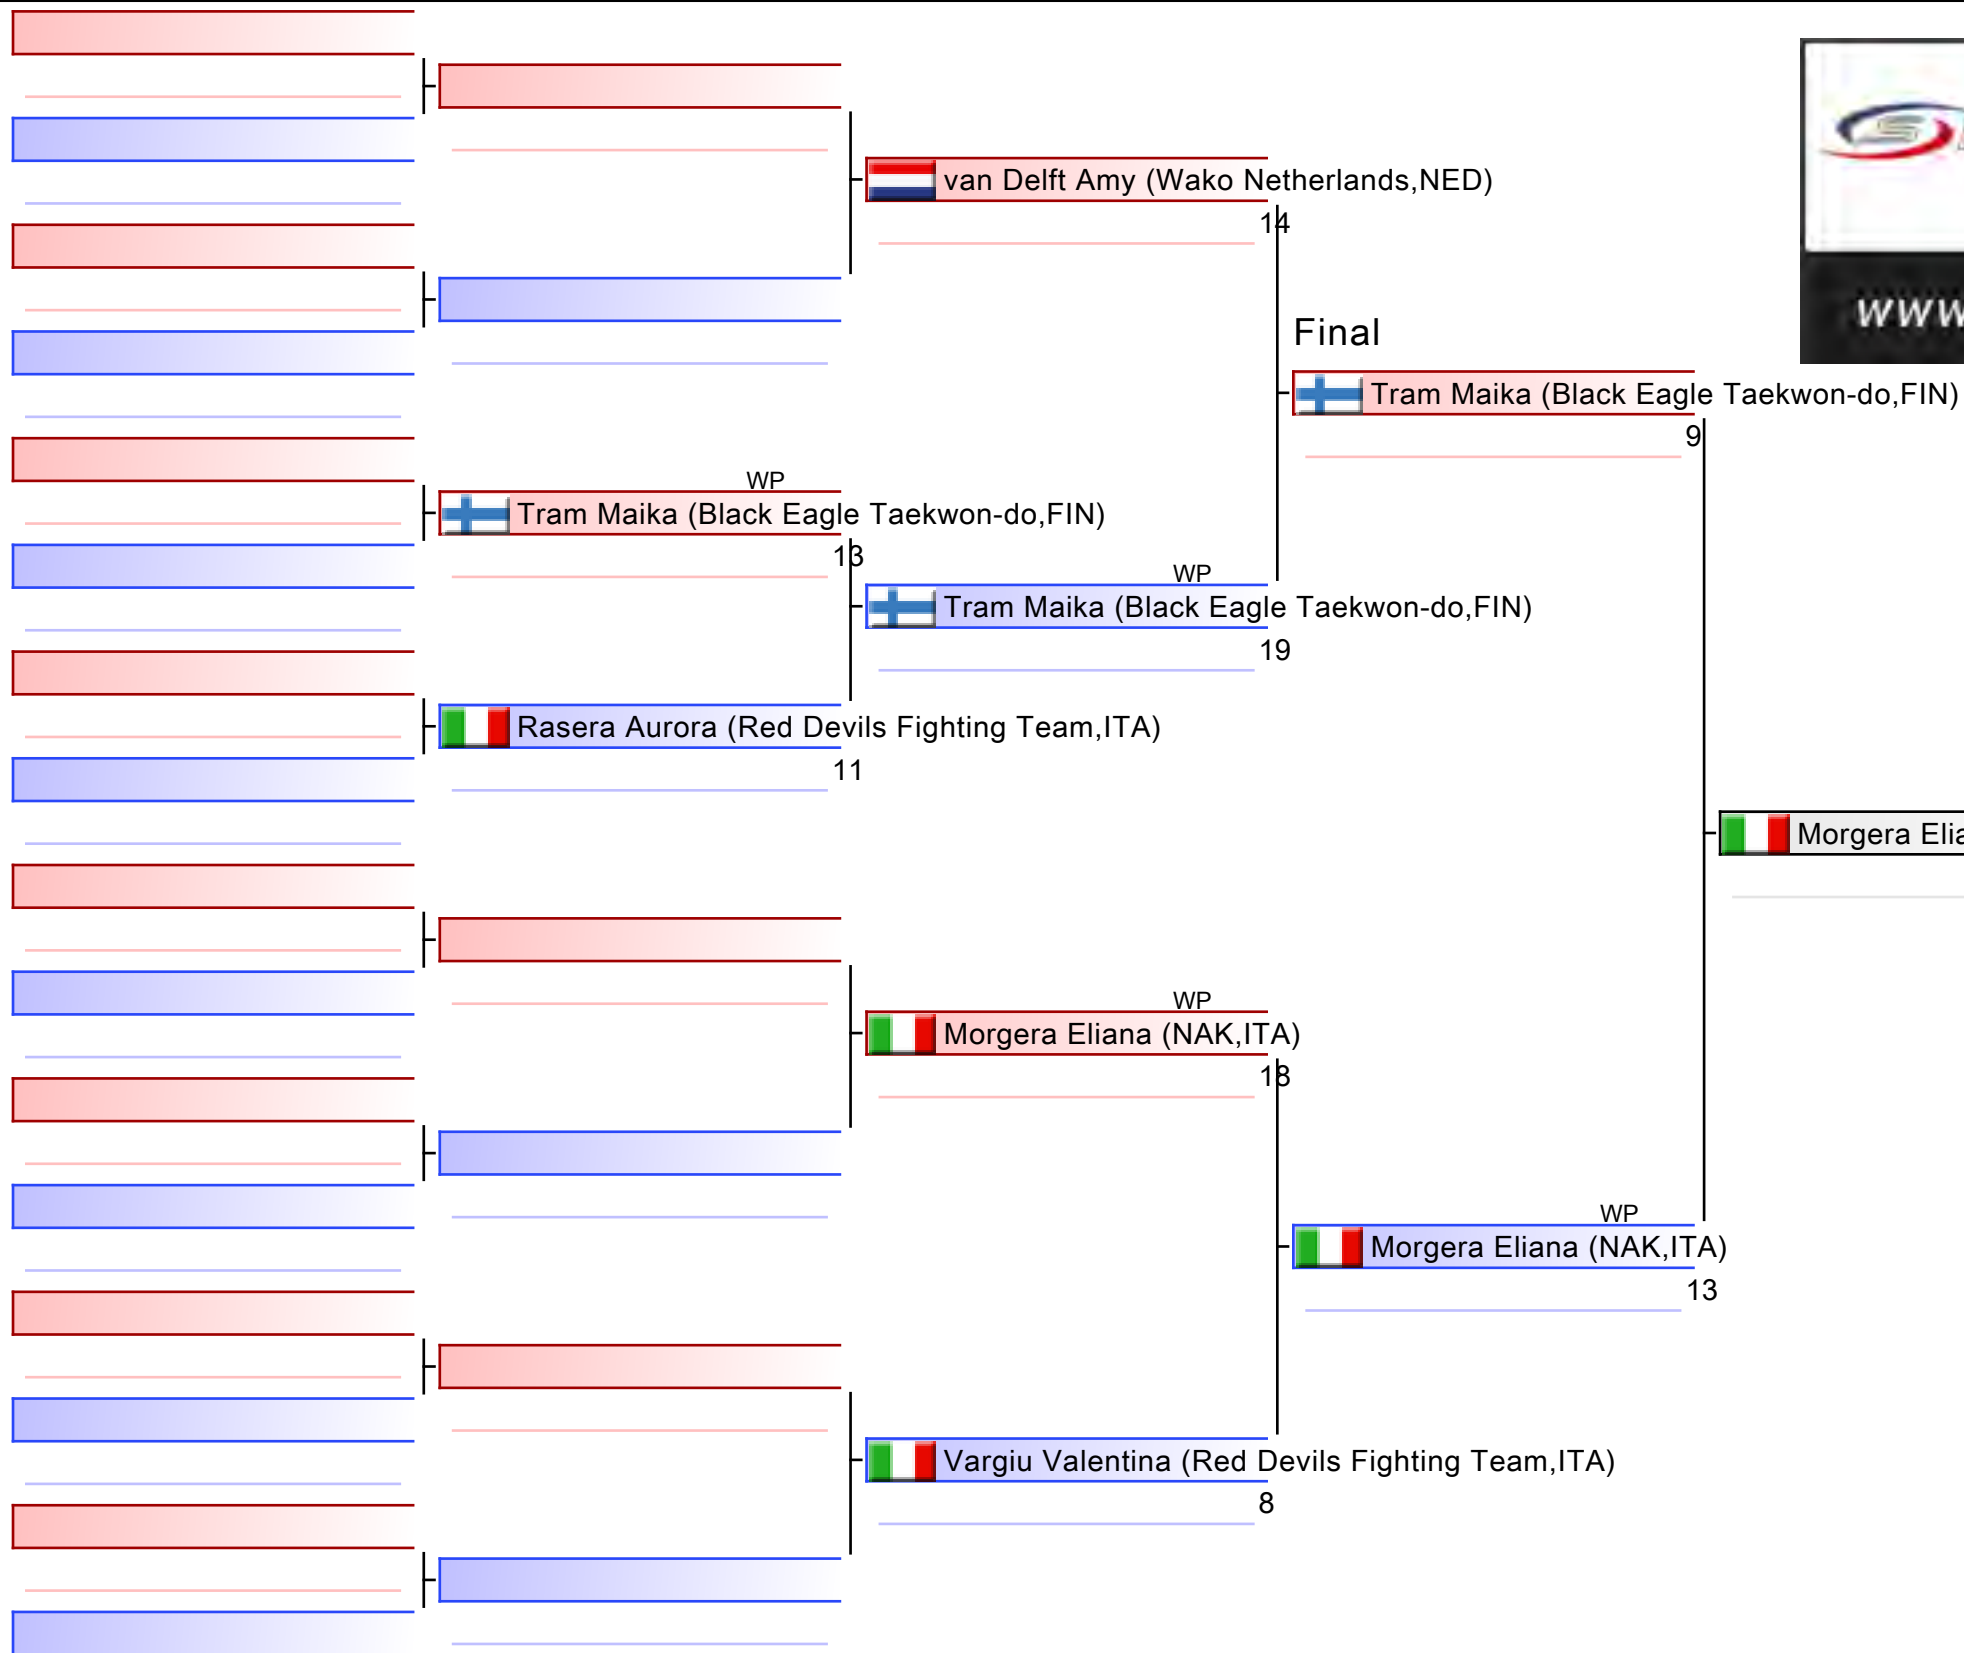 van Delft Amy (Wako Netherlands,NED)
14
Final
Tram Maika (Black Eagle Taekwon-do,FIN)
9
WP
Tram Maika (Black Eagle Taekwon-do,FIN)
13
WP
Tram Maika (Black Eagle Taekwon-do,FIN)
19
Rasera Aurora (Red Devils Fighting Team,ITA)
11
Morgera Elia
WP
Morgera Eliana (NAK,ITA)
18
WP
Morgera Eliana (NAK,ITA)
13
Vargiu Valentina (Red Devils Fighting Team,ITA)
8
www